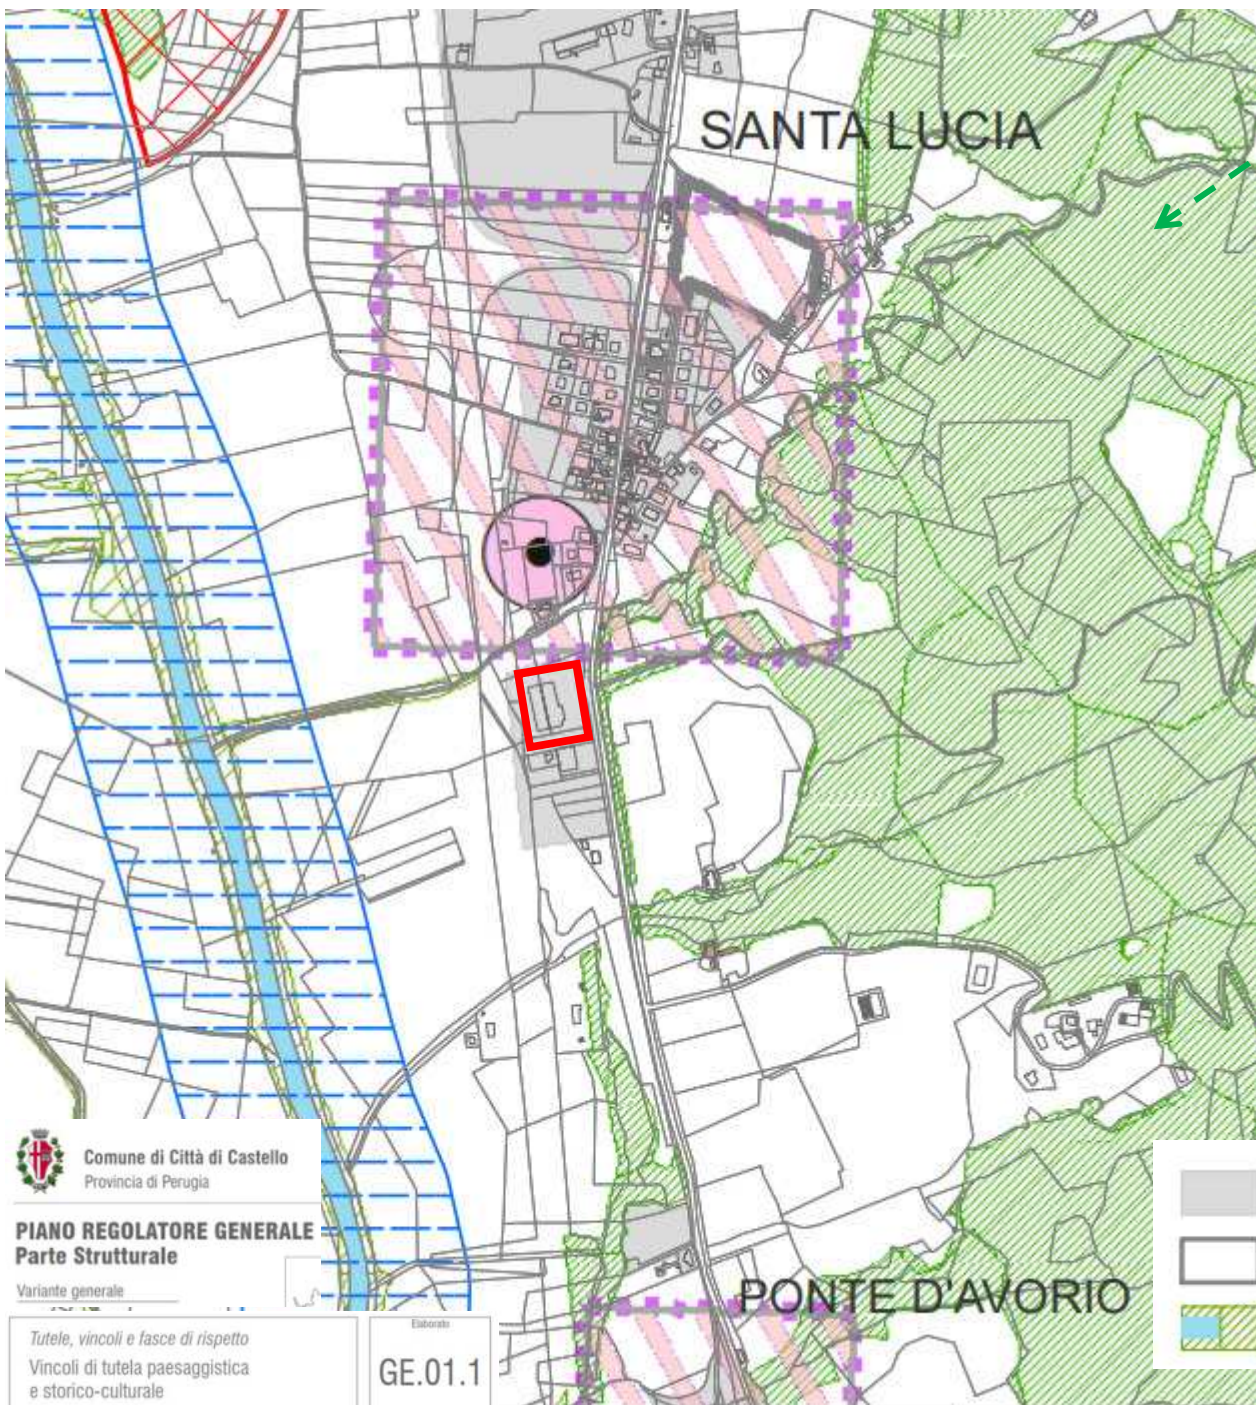 SANTA LUCIA
Comune di Città di Castello
Provincia di Perugia
PIANO REGOLATORE GENERALE
Parte Strutturale
Variante generale
PONTE D'AVORIO
Tutele, vincoli e fasce di rispetto
Vincoli di tutela paesaggistica
e storico-culturale
Elaborato
GE.01.1